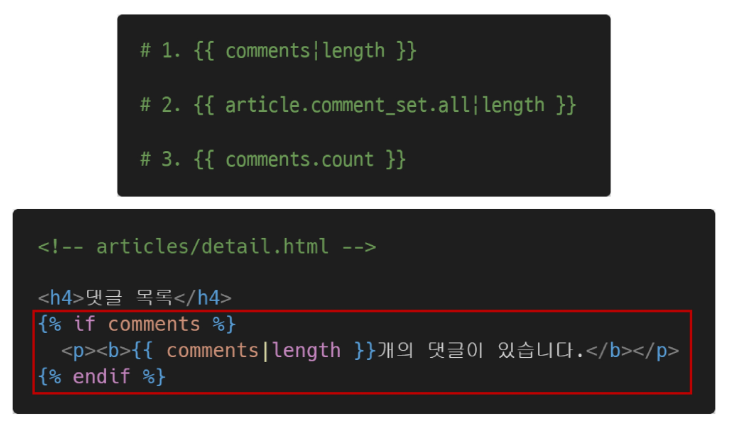 # 1. {{ comments|length }}
# 2. {{ article.comment_set.all|length }}
# 3. {{ comments.count }}
<!-- articles/detail.html -->
<h4>댓글 목록</h4>
{% if comments %}
<p><b>{{ comments|length }}개의 댓글이 있습니다.</b></p>
{% endif %}